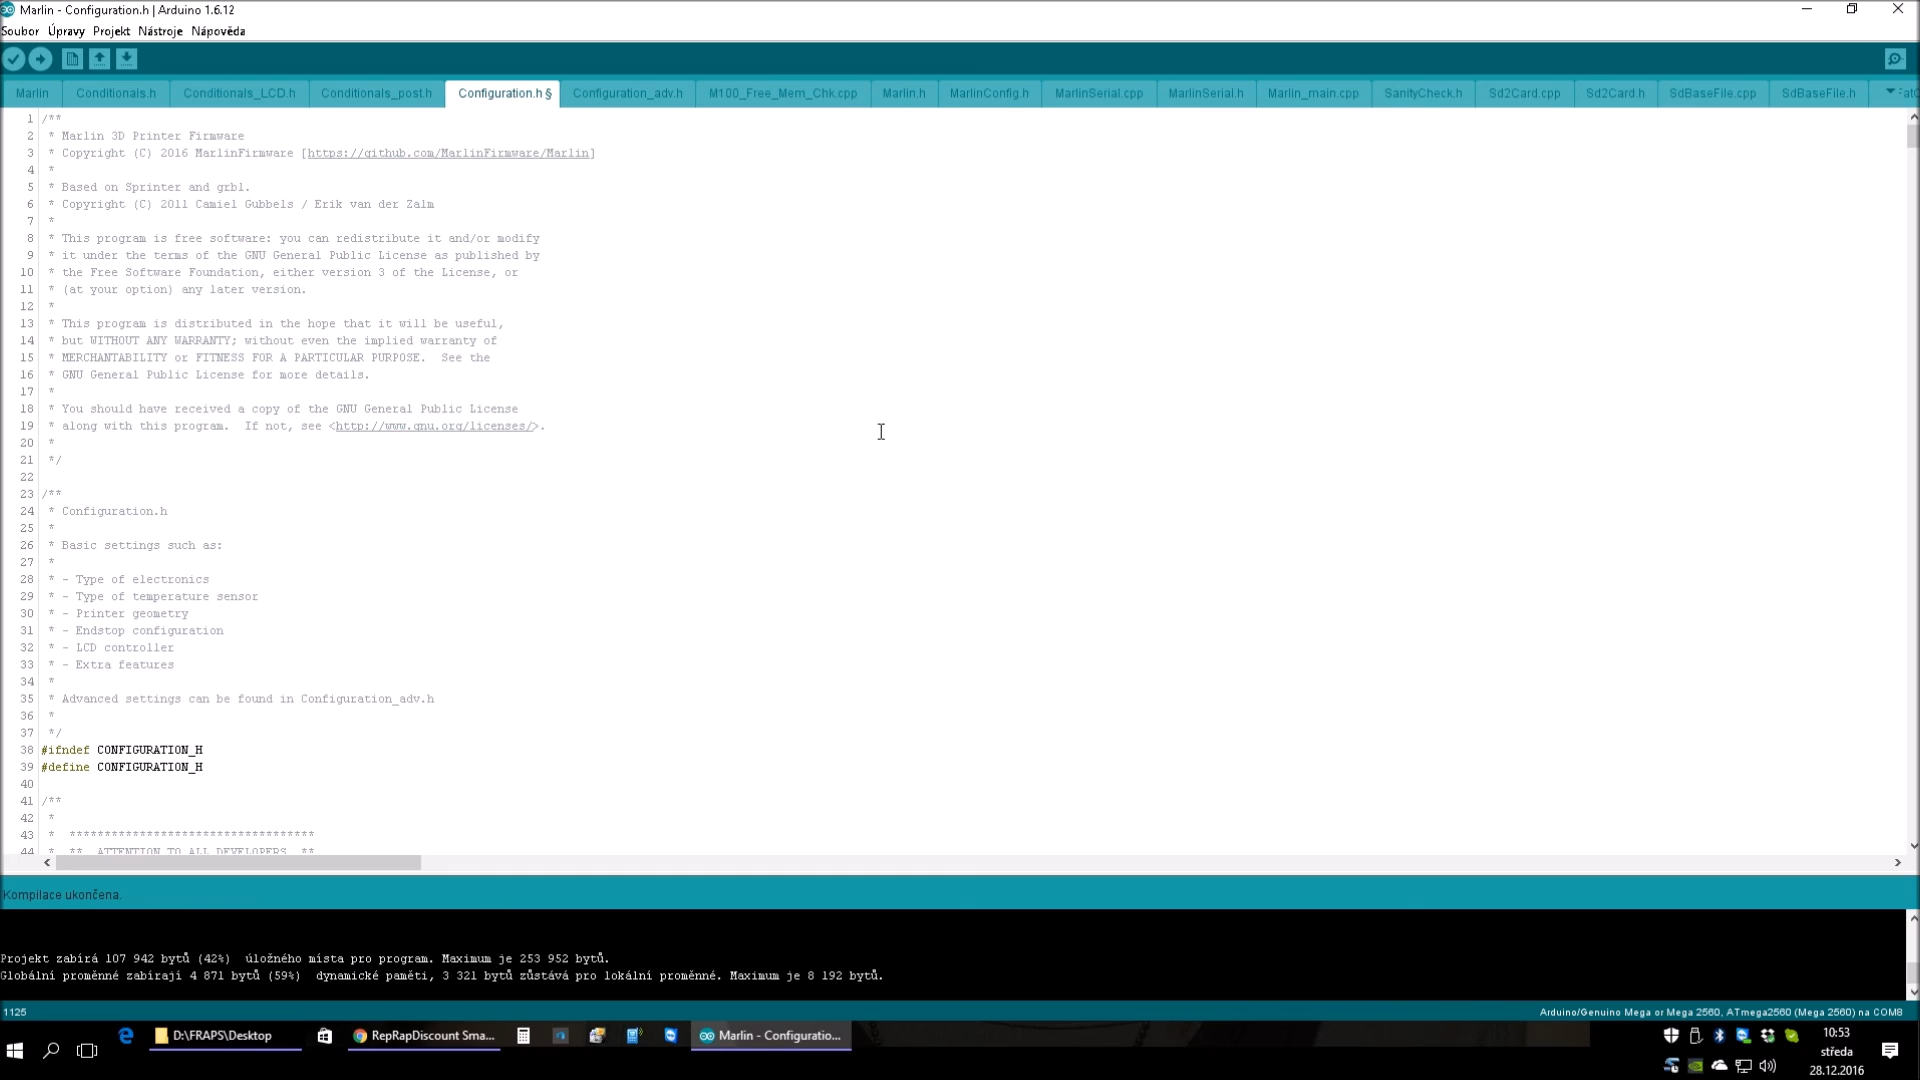 Marlin - Configuration.h | Arduino 1.6.12
Soubor Úpravy Projekt Nástroje Nápověda
Marlin Conditionals.h Conditionals_LCD.h Conditionals_post.h Configuration.h § Configuration_adv.h M100_Free_Mem_Chk.cpp Marlin.h MarlinConfig.h MarlinSerial.cpp MarlinSerial.h Marlin_main.cpp SanityCheck.h Sd2Card.cpp Sd2Card.h SdBaseFile.cpp SdBaseFile.h
1 /**
2 * Marlin 3D Printer Firmware
3 * Copyright (C) 2016 MarlinFirmware [https://github.com/MarlinFirmware/Marlin]
4 *
5 * Based on Sprinter and grbl.
6 * Copyright (C) 2011 Camiel Gubbels / Erik van der Zalm
7 *
8 * This program is free software: you can redistribute it and/or modify
9 * it under the terms of the GNU General Public License as published by
10 * the Free Software Foundation, either version 3 of the License, or
11 * (at your option) any later version.
12 *
13 * This program is distributed in the hope that it will be useful,
14 * but WITHOUT ANY WARRANTY; without even the implied warranty of
15 * MERCHANTABILITY or FITNESS FOR A PARTICULAR PURPOSE.  See the
16 * GNU General Public License for more details.
17 *
18 * You should have received a copy of the GNU General Public License
19 * along with this program.  If not, see <http://www.gnu.org/licenses/>.
20 *
21 */
22
23 /**
24 * Configuration.h
25 *
26 * Basic settings such as:
27 *
28 * - Type of electronics
29 * - Type of temperature sensor
30 * - Printer geometry
31 * - Endstop configuration
32 * - LCD controller
33 * - Extra features
34 *
35 * Advanced settings can be found in Configuration_adv.h
36 *
37 */
38 #ifndef CONFIGURATION_H
39 #define CONFIGURATION_H
40
41 /**
42 *
43 *  ***********************************
44 *  **  ATTENTION TO ALL DEVELOPERS  **
Kompilace ukončena.
Projekt zabírá 107 942 bytů (42%)  úložného místa pro program. Maximum je 253 952 bytů.
Globální proměnné zabírají 4 871 bytů (59%)  dynamické paměti, 3 321 bytů zůstává pro lokální proměnné. Maximum je 8 192 bytů.
1125
Arduino/Genuino Mega or Mega 2560, ATmega2560 (Mega 2560) na COM8
D:\FRAPS\Desktop
RepRapDiscount Sma...
Marlin - Configuratio...
10:53
středa
28.12.2016